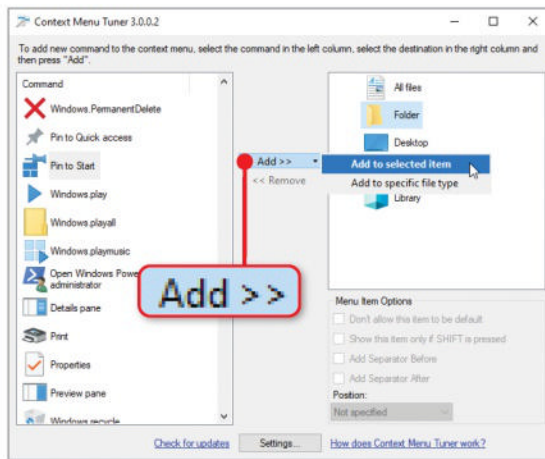 Context Menu Tuner 3.0.0.2
To add new command to the context menu, select the command in the left column, select the destination in the right column and
then press "Add".
Command
Windows.PermanentDelete
Pin to Quick access
Pin to Start
Windows.play
Windows.playall
Windows.playmusic
Open Windows Powe
administrator
Details pane
Print
Properties
Preview pane
Windows.recycle
Add >>
<< Remove
Add >>
All files
Folder
Desktop
Add to selected item
Add to specific file type
Library
Menu Item Options
Don't allow this item to be default
Show this item only if SHIFT is pressed
Add Separator Before
Add Separator After
Position:
Not specified
Check for updates
Settings...
How does Context Menu Tuner work?